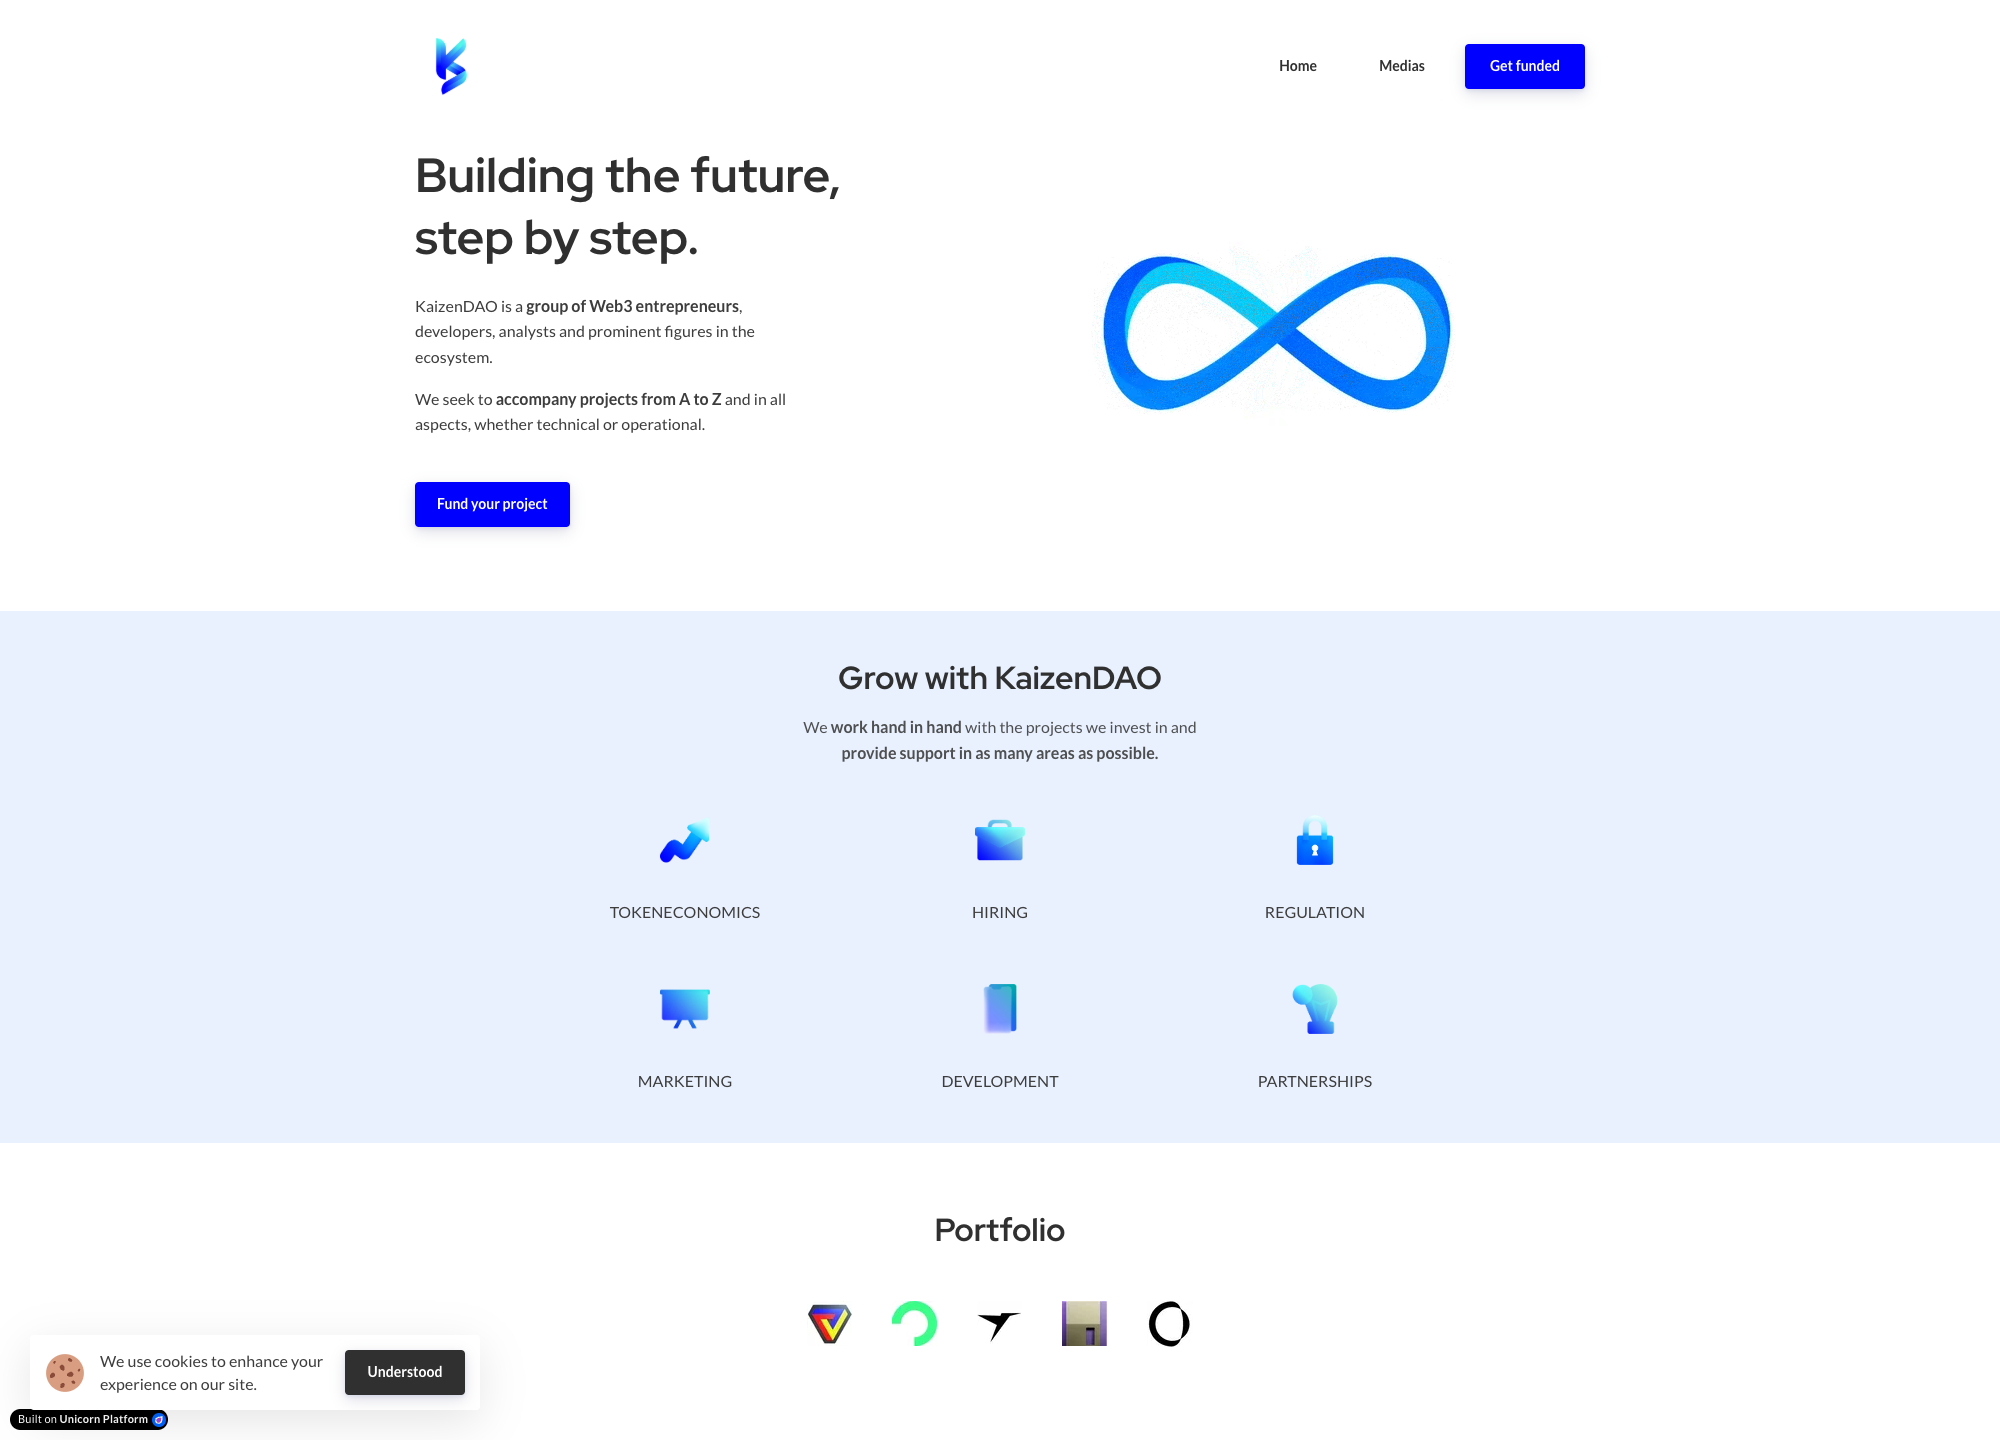 Home
Medias
Get funded
Building the future,
step by step.
KaizenDAO is a group of Web3 entrepreneurs,
developers, analysts and prominent figures in the
ecosystem.
We seek to accompany projects from A to Z and in all
aspects, whether technical or operational.
Fund your project
Grow with KaizenDAO
We work hand in hand with the projects we invest in and
provide support in as many areas as possible.
TOKENECONOMICS
HIRING
REGULATION
MARKETING
DEVELOPMENT
PARTNERSHIPS
Portfolio
We use cookies to enhance your
experience on our site.
Understood
Built on Unicorn Platform